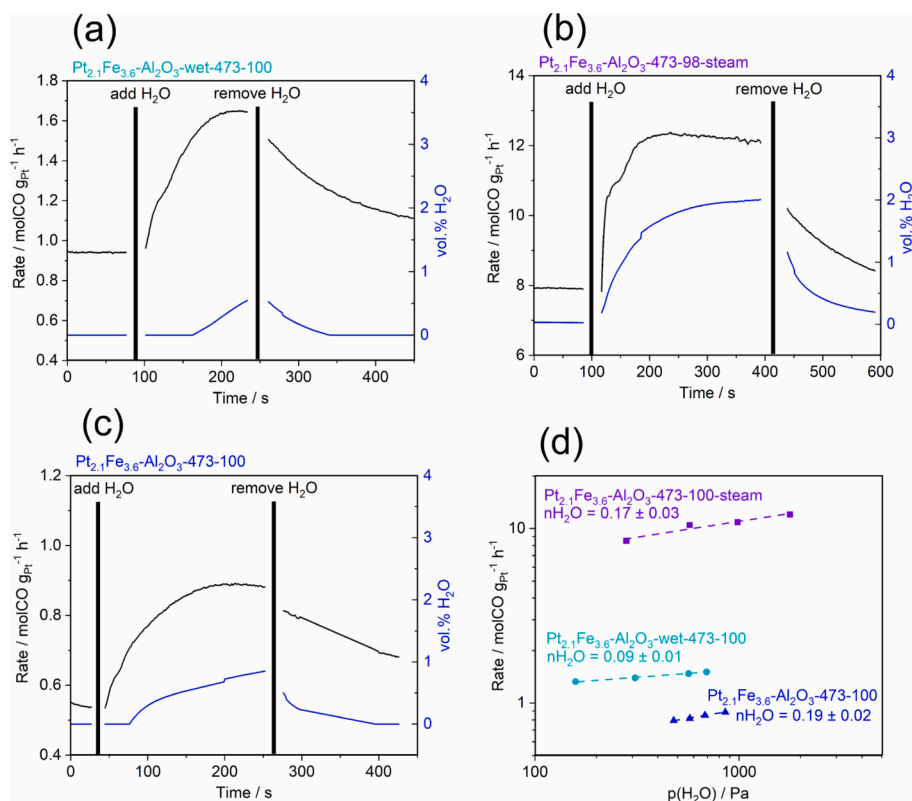 (a)
Pt2.1Fe3.6-Al2O3-wet-473-100
add H2O
remove H2O
Rate / molCO gPt-1 h-1
1.8
1.6
1.4
1.2
1.0
0.8
0.6
0.4
0
100
200
300
400
Time / s
4
3
2
1
0
vol.% H2O
(b)
Pt2.1Fe3.6-Al2O3-473-98-steam
add H2O
remove H2O
Rate / molCO gPt-1 h-1
14
12
10
8
6
0
100
200
300
400
500
600
Time / s
4
3
2
1
0
vol.% H2O
(c)
Pt2.1Fe3.6-Al2O3-473-100
add H2O
remove H2O
Rate / molCO gPt-1 h-1
1.2
1.0
0.8
0.6
0.4
0
100
200
300
400
Time / s
4
3
2
1
0
vol.% H2O
(d)
Pt2.1Fe3.6-Al2O3-473-100-steam
nH2O = 0.17 ± 0.03
Pt2.1Fe3.6-Al2O3-wet-473-100
nH2O = 0.09 ± 0.01
Pt2.1Fe3.6-Al2O3-473-100
nH2O = 0.19 ± 0.02
Rate / molCO gPt-1 h-1
10
1
100
1000
p(H2O) / Pa